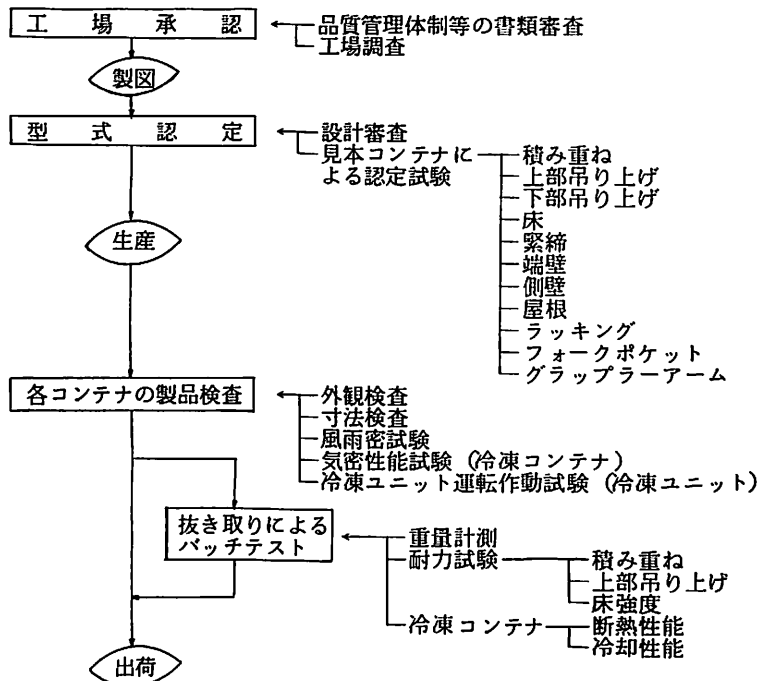 工場承認
品質管理体制等の書類審査
工場調査
製図
型式認定
設計審査
見本コンテナに
よる認定試験
積み重ね
上部吊り上げ
下部吊り上げ
床
緊締
端壁
側壁
屋根
ラッキング
フォークポケット
グラップラーアーム
生産
各コンテナの製品検査
外観検査
寸法検査
風雨密試験
気密性能試験（冷凍コンテナ）
冷凍ユニット運転作動試験（冷凍ユニット）
抜き取りによる
バッチテスト
重量計測
耐力試験
積み重ね
上部吊り上げ
床強度
冷凍コンテナ
断熱性能
冷却性能
出荷